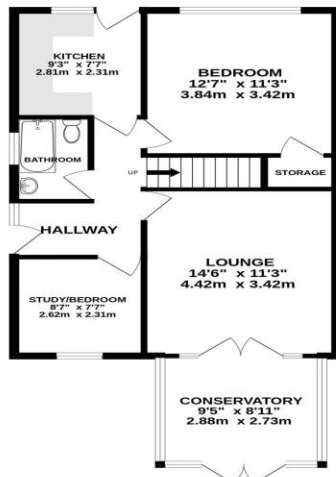 KITCHEN
9'3" x 7'7"
2.81m x 2.31m
BEDROOM
12'7" x 11'3"
3.84m x 3.42m
BATHROOM
UP
STORAGE
HALLWAY
LOUNGE
14'6" x 11'3"
4.42m x 3.42m
STUDY/BEDROOM
8'7" x 7'7"
2.62m x 2.31m
CONSERVATORY
9'5" x 8'11"
2.88m x 2.73m